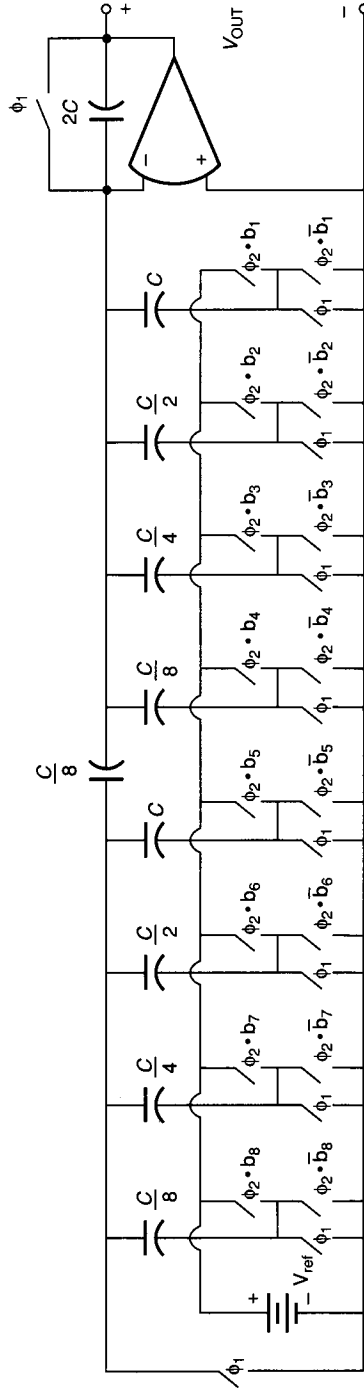 ϕ1
2C
+
−
+
VOUT
−
C/8
C/8
C/4
C/2
C
C/8
C/4
C/2
C
ϕ2•b8
ϕ2•b7
ϕ2•b6
ϕ2•b5
ϕ2•b4
ϕ2•b3
ϕ2•b2
ϕ2•b1
ϕ1
+
−
Vref
ϕ1
ϕ2•b̅8
ϕ1
ϕ2•b̅7
ϕ1
ϕ2•b̅6
ϕ1
ϕ2•b̅5
ϕ1
ϕ2•b̅4
ϕ1
ϕ2•b̅3
ϕ1
ϕ2•b̅2
ϕ1
ϕ2•b̅1